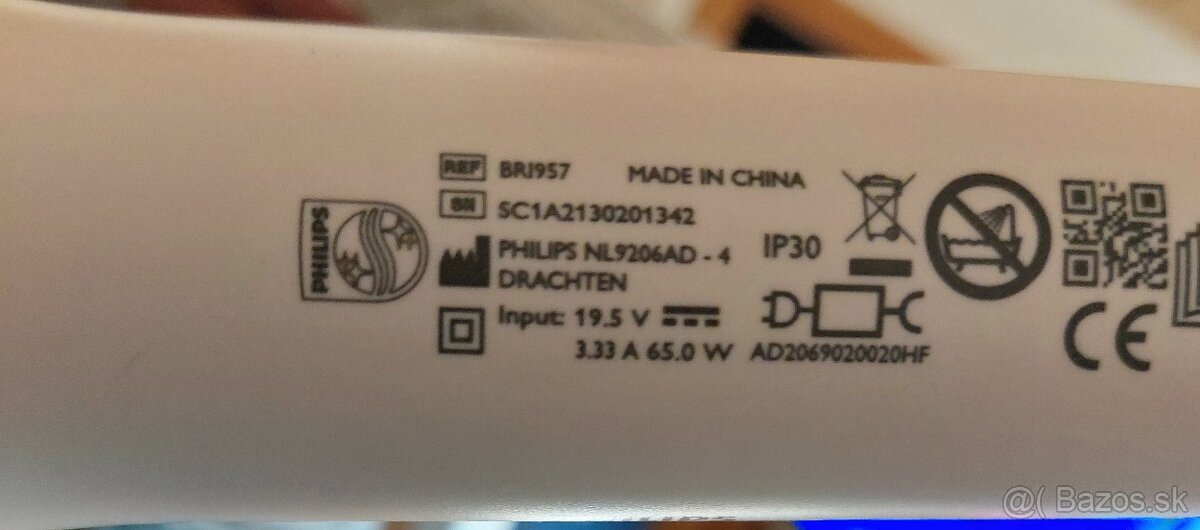 PHILIPS
REF BRI957 MADE IN CHINA
SN SC1A2130201342
PHILIPS NL9206AD - 4
DRACHTEN
IP30
Input: 19.5 V
3.33 A 65.0 W
AD2069020020HF
CE
@( Bazos.sk